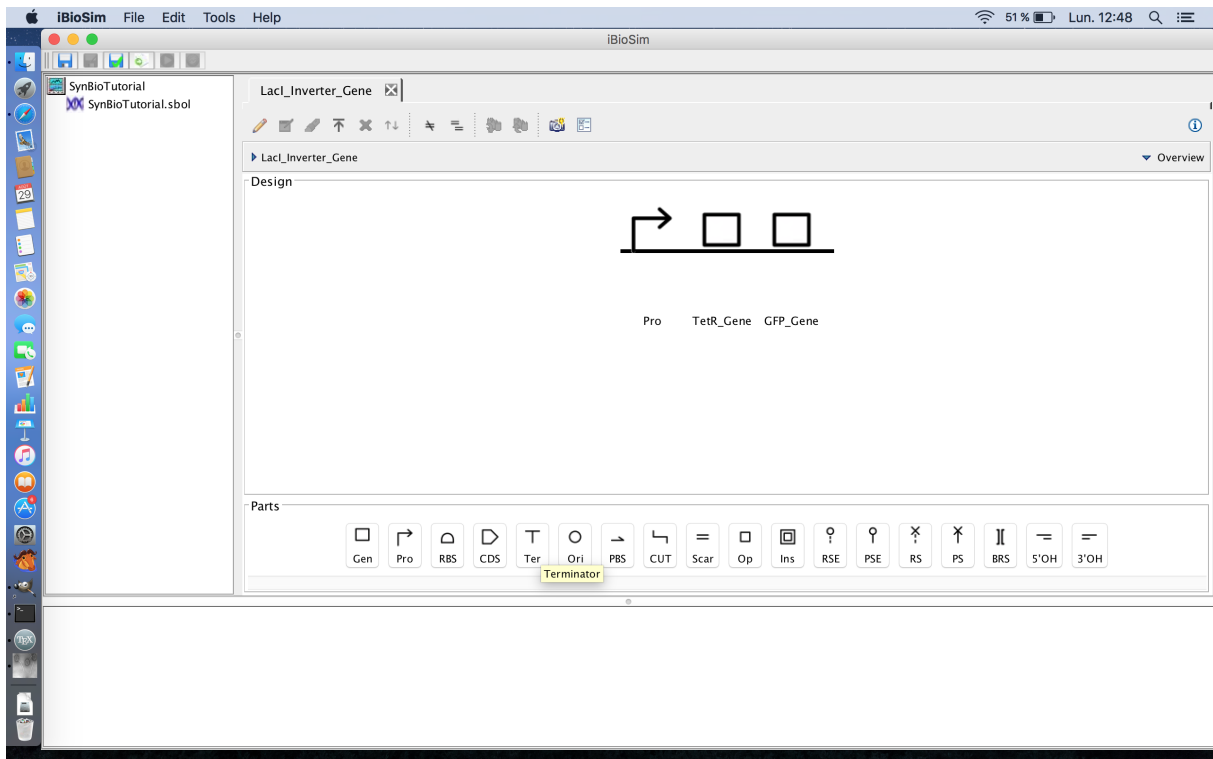 iBioSim File Edit Tools Help 51 % Lun. 12:48
iBioSim
SynBioTutorial
SynBioTutorial.sbol
LacI_Inverter_Gene
LacI_Inverter_Gene Overview
Design
Pro TetR_Gene GFP_Gene
Parts
Gen Pro RBS CDS Ter Ori PBS CUT Scar Op Ins RSE PSE RS PS BRS 5'OH 3'OH
Terminator
29
TEX